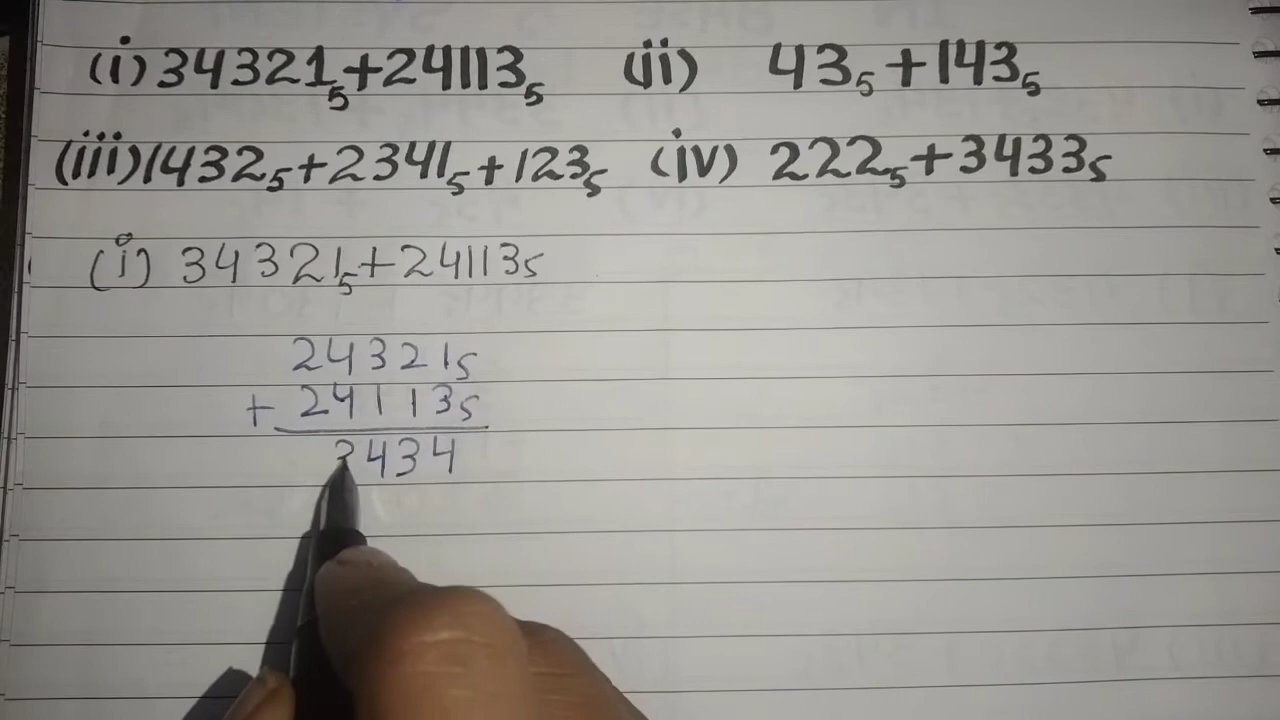 (i) 34321₅+24113₅ (ii) 43₅+143₅
(iii) 1432₅+2341₅+123₅ (iv) 222₅+3433₅
(i) 34321₅+24113₅
24321₅
+ 24113₅
3434